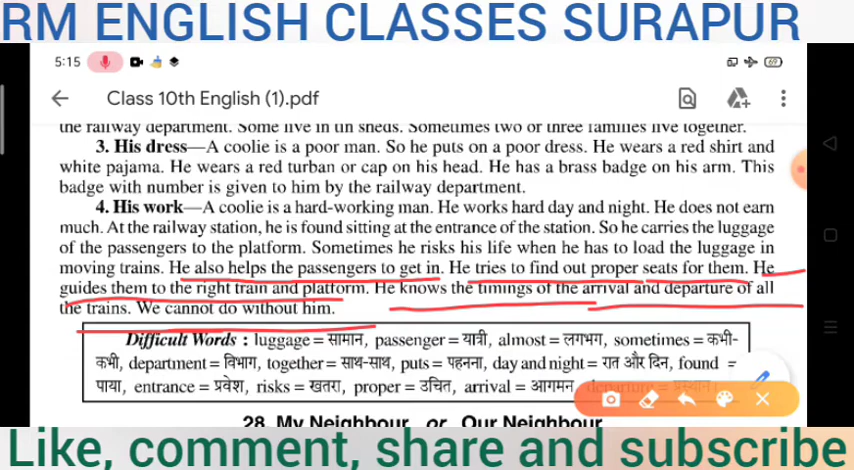 RM ENGLISH CLASSES SURAPUR
5:15
69
Class 10th English (1).pdf
the railway department. Some live in tin sheds. Sometimes two or three families live together.
3. His dress—A coolie is a poor man. So he puts on a poor dress. He wears a red shirt and
white pajama. He wears a red turban or cap on his head. He has a brass badge on his arm. This
badge with number is given to him by the railway department.
4. His work—A coolie is a hard-working man. He works hard day and night. He does not earn
much. At the railway station, he is found sitting at the entrance of the station. So he carries the luggage
of the passengers to the platform. Sometimes he risks his life when he has to load the luggage in
moving trains. He also helps the passengers to get in. He tries to find out proper seats for them. He
guides them to the right train and platform. He knows the timings of the arrival and departure of all
the trains. We cannot do without him.
Difficult Words : luggage = सामान, passenger = यात्री, almost = लगभग, sometimes = कभी-
कभी, department = विभाग, together = साथ-साथ, puts = पहनना, day and night = रात और दिन, found =
पाया, entrance = प्रवेश, risks = खतरा, proper = उचित, arrival = आगमन, departure = प्रस्थान
28. My Neighbour or Our Neighbour
Like, comment, share and subscribe